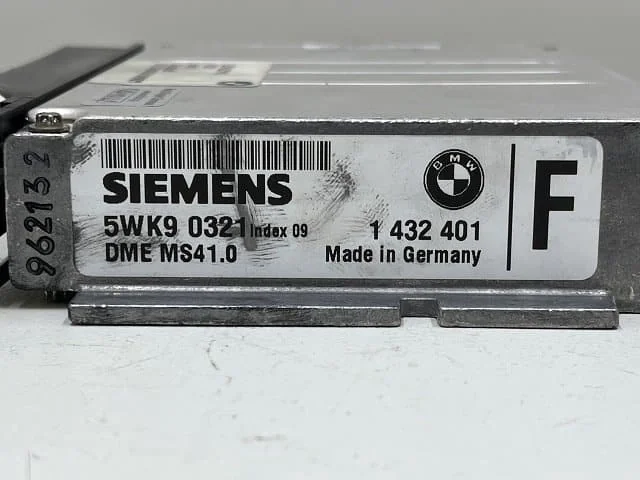 SIEMENS
BMW
F
5WK9 0321 Index 09
1 432 401
DME MS41.0
Made in Germany
962132